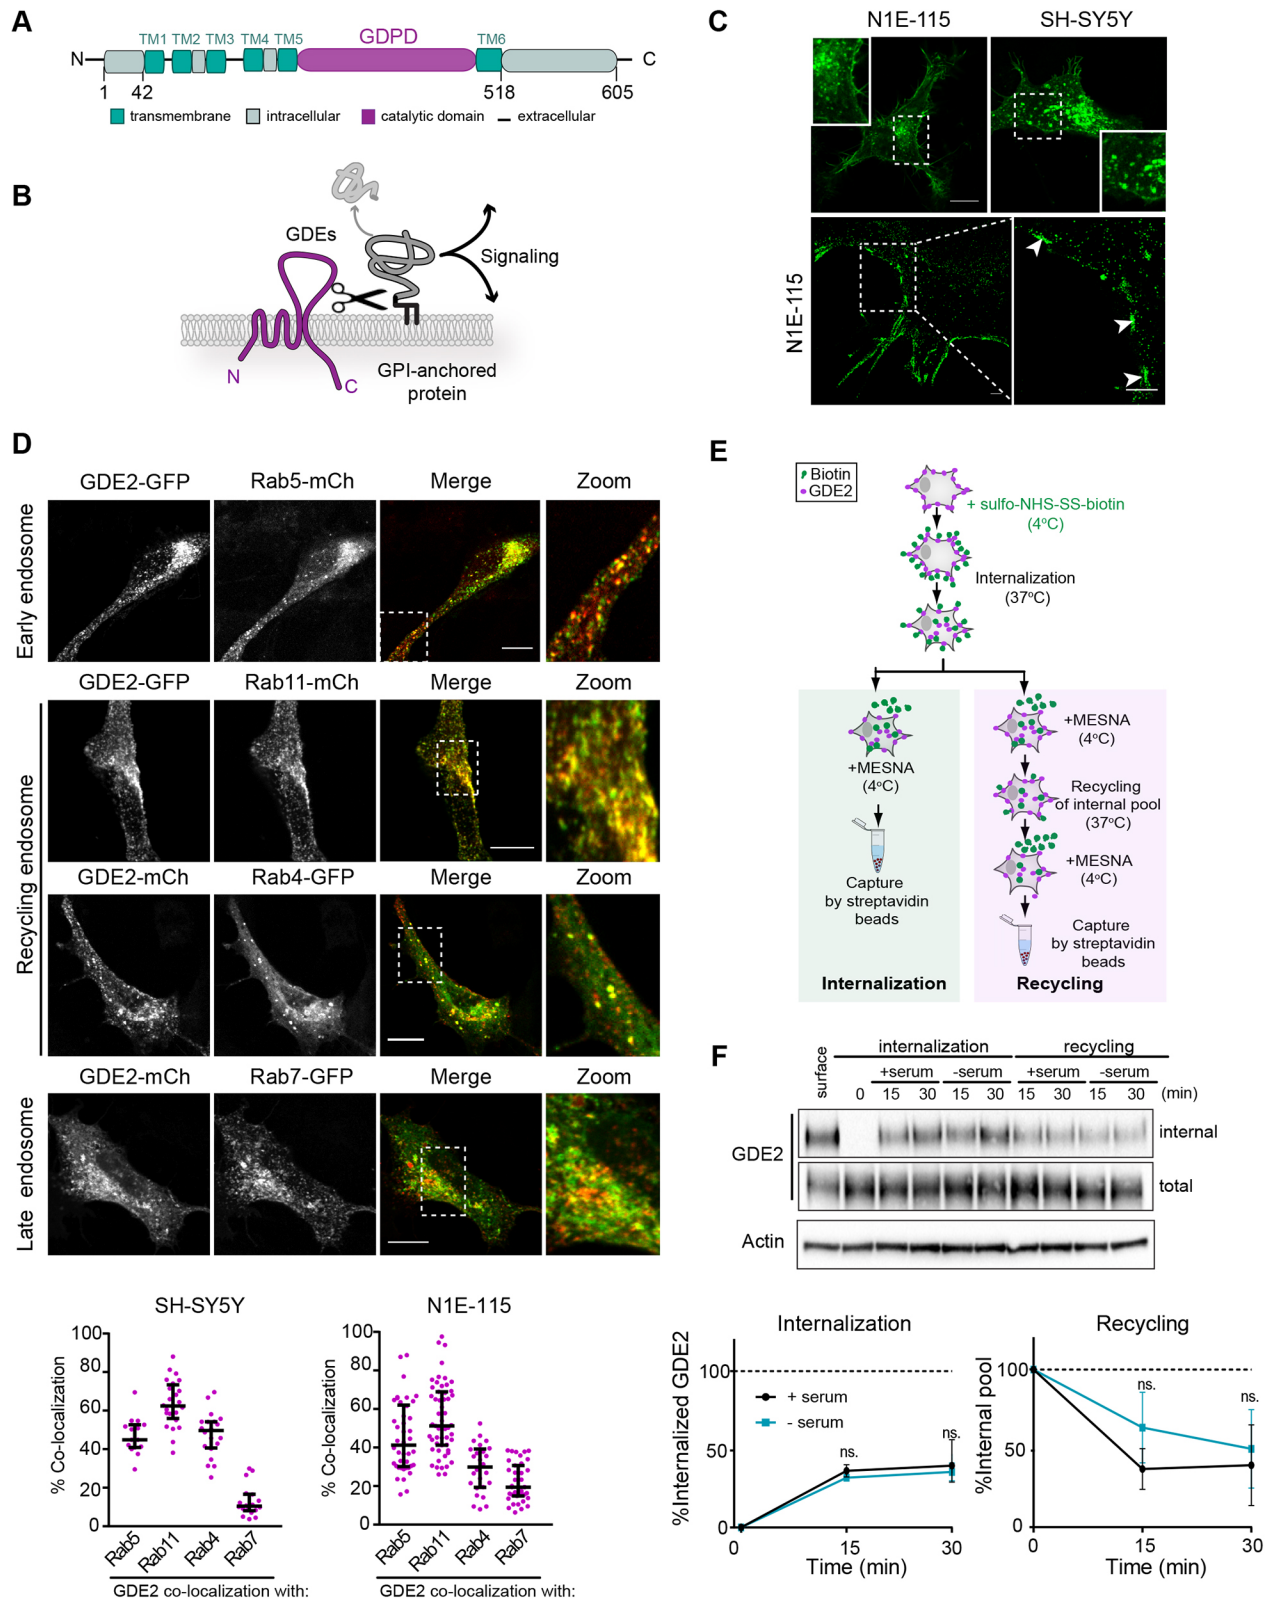 A
TM1 TM2 TM3 TM4 TM5 GDPD TM6
N C
1 42 518 605
transmembrane intracellular catalytic domain extracellular
B
GDEs
Signaling
N
C
GPI-anchored
protein
C
N1E-115 SH-SY5Y
N1E-115
D
GDE2-GFP Rab5-mCh Merge Zoom
Early endosome
GDE2-GFP Rab11-mCh Merge Zoom
Recycling endosome
GDE2-mCh Rab4-GFP Merge Zoom
GDE2-mCh Rab7-GFP Merge Zoom
Late endosome
SH-SY5Y
% Co-localization
100
80
60
40
20
0
Rab5 Rab11 Rab4 Rab7
GDE2 co-localization with:
N1E-115
% Co-localization
100
80
60
40
20
0
Rab5 Rab11 Rab4 Rab7
GDE2 co-localization with:
E
Biotin
GDE2
+ sulfo-NHS-SS-biotin
(4°C)
Internalization
(37°C)
+MESNA
(4°C)
Capture
by streptavidin
beads
Internalization
+MESNA
(4°C)
Recycling
of internal pool
(37°C)
+MESNA
(4°C)
Capture
by streptavidin
beads
Recycling
F
surface
internalization recycling
+serum -serum +serum -serum
0 15 30 15 30 15 30 15 30 (min)
GDE2
internal
total
Actin
Internalization
%Internalized GDE2
100
50
0
+ serum
- serum
ns. ns.
0 15 30
Time (min)
Recycling
%Internal pool
100
50
0
ns. ns.
0 15 30
Time (min)